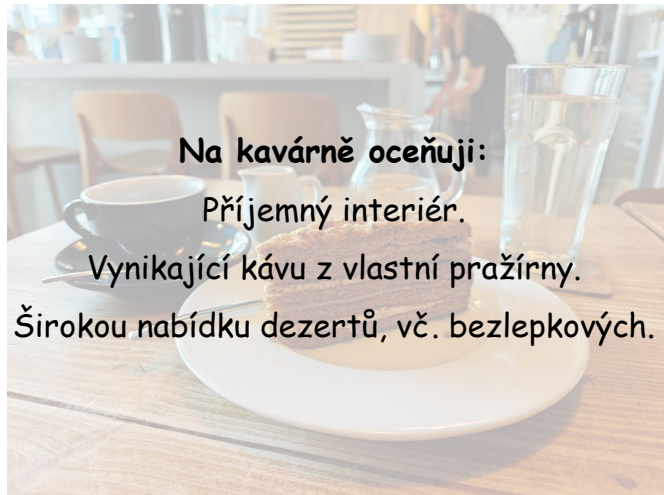 Na kavárně oceňuji:
Příjemný interiér.
Vynikající kávu z vlastní pražírny.
Širokou nabídku dezertů, vč. bezlepkových.